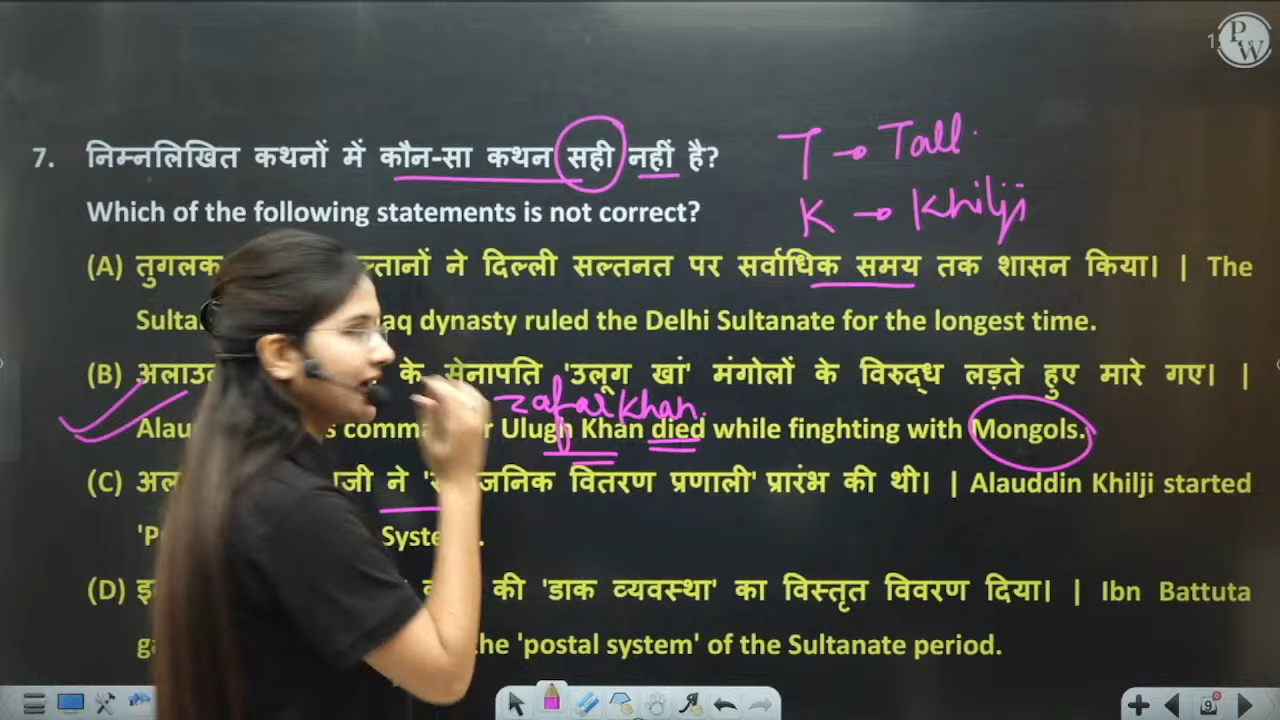 PW
7. निम्नलिखित कथनों में कौन-सा कथन सही नहीं है?
T → Tall
Which of the following statements is not correct?
K → Khilji
(A) तुगलक ल्तानों ने दिल्ली सल्तनत पर सर्वाधिक समय तक शासन किया। | The
Sulta aq dynasty ruled the Delhi Sultanate for the longest time.
(B) अलाउ के सेनापति 'उलूग खां' मंगोलों के विरुद्ध लड़ते हुए मारे गए। |
Zafar Khan.
Alau s comma r Ulugh Khan died while finghting with Mongols.
(C) अल जी ने जनिक वितरण प्रणाली' प्रारंभ की थी। | Alauddin Khilji started
'P Syste .
(D) की 'डाक व्यवस्था' का विस्तृत विवरण दिया। | Ibn Battuta
the 'postal system' of the Sultanate period.
9